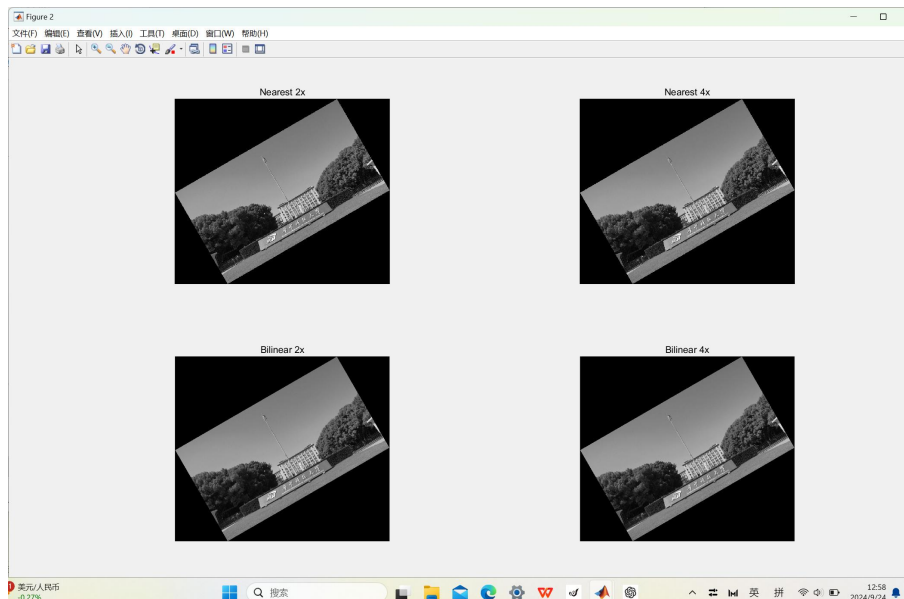 Figure 2
文件(F) 编辑(E) 查看(V) 插入(I) 工具(T) 桌面(D) 窗口(W) 帮助(H)
Nearest 2x
Nearest 4x
Bilinear 2x
Bilinear 4x
美元/人民币
-0.27%
搜索
英 拼
12:58
2024/9/24